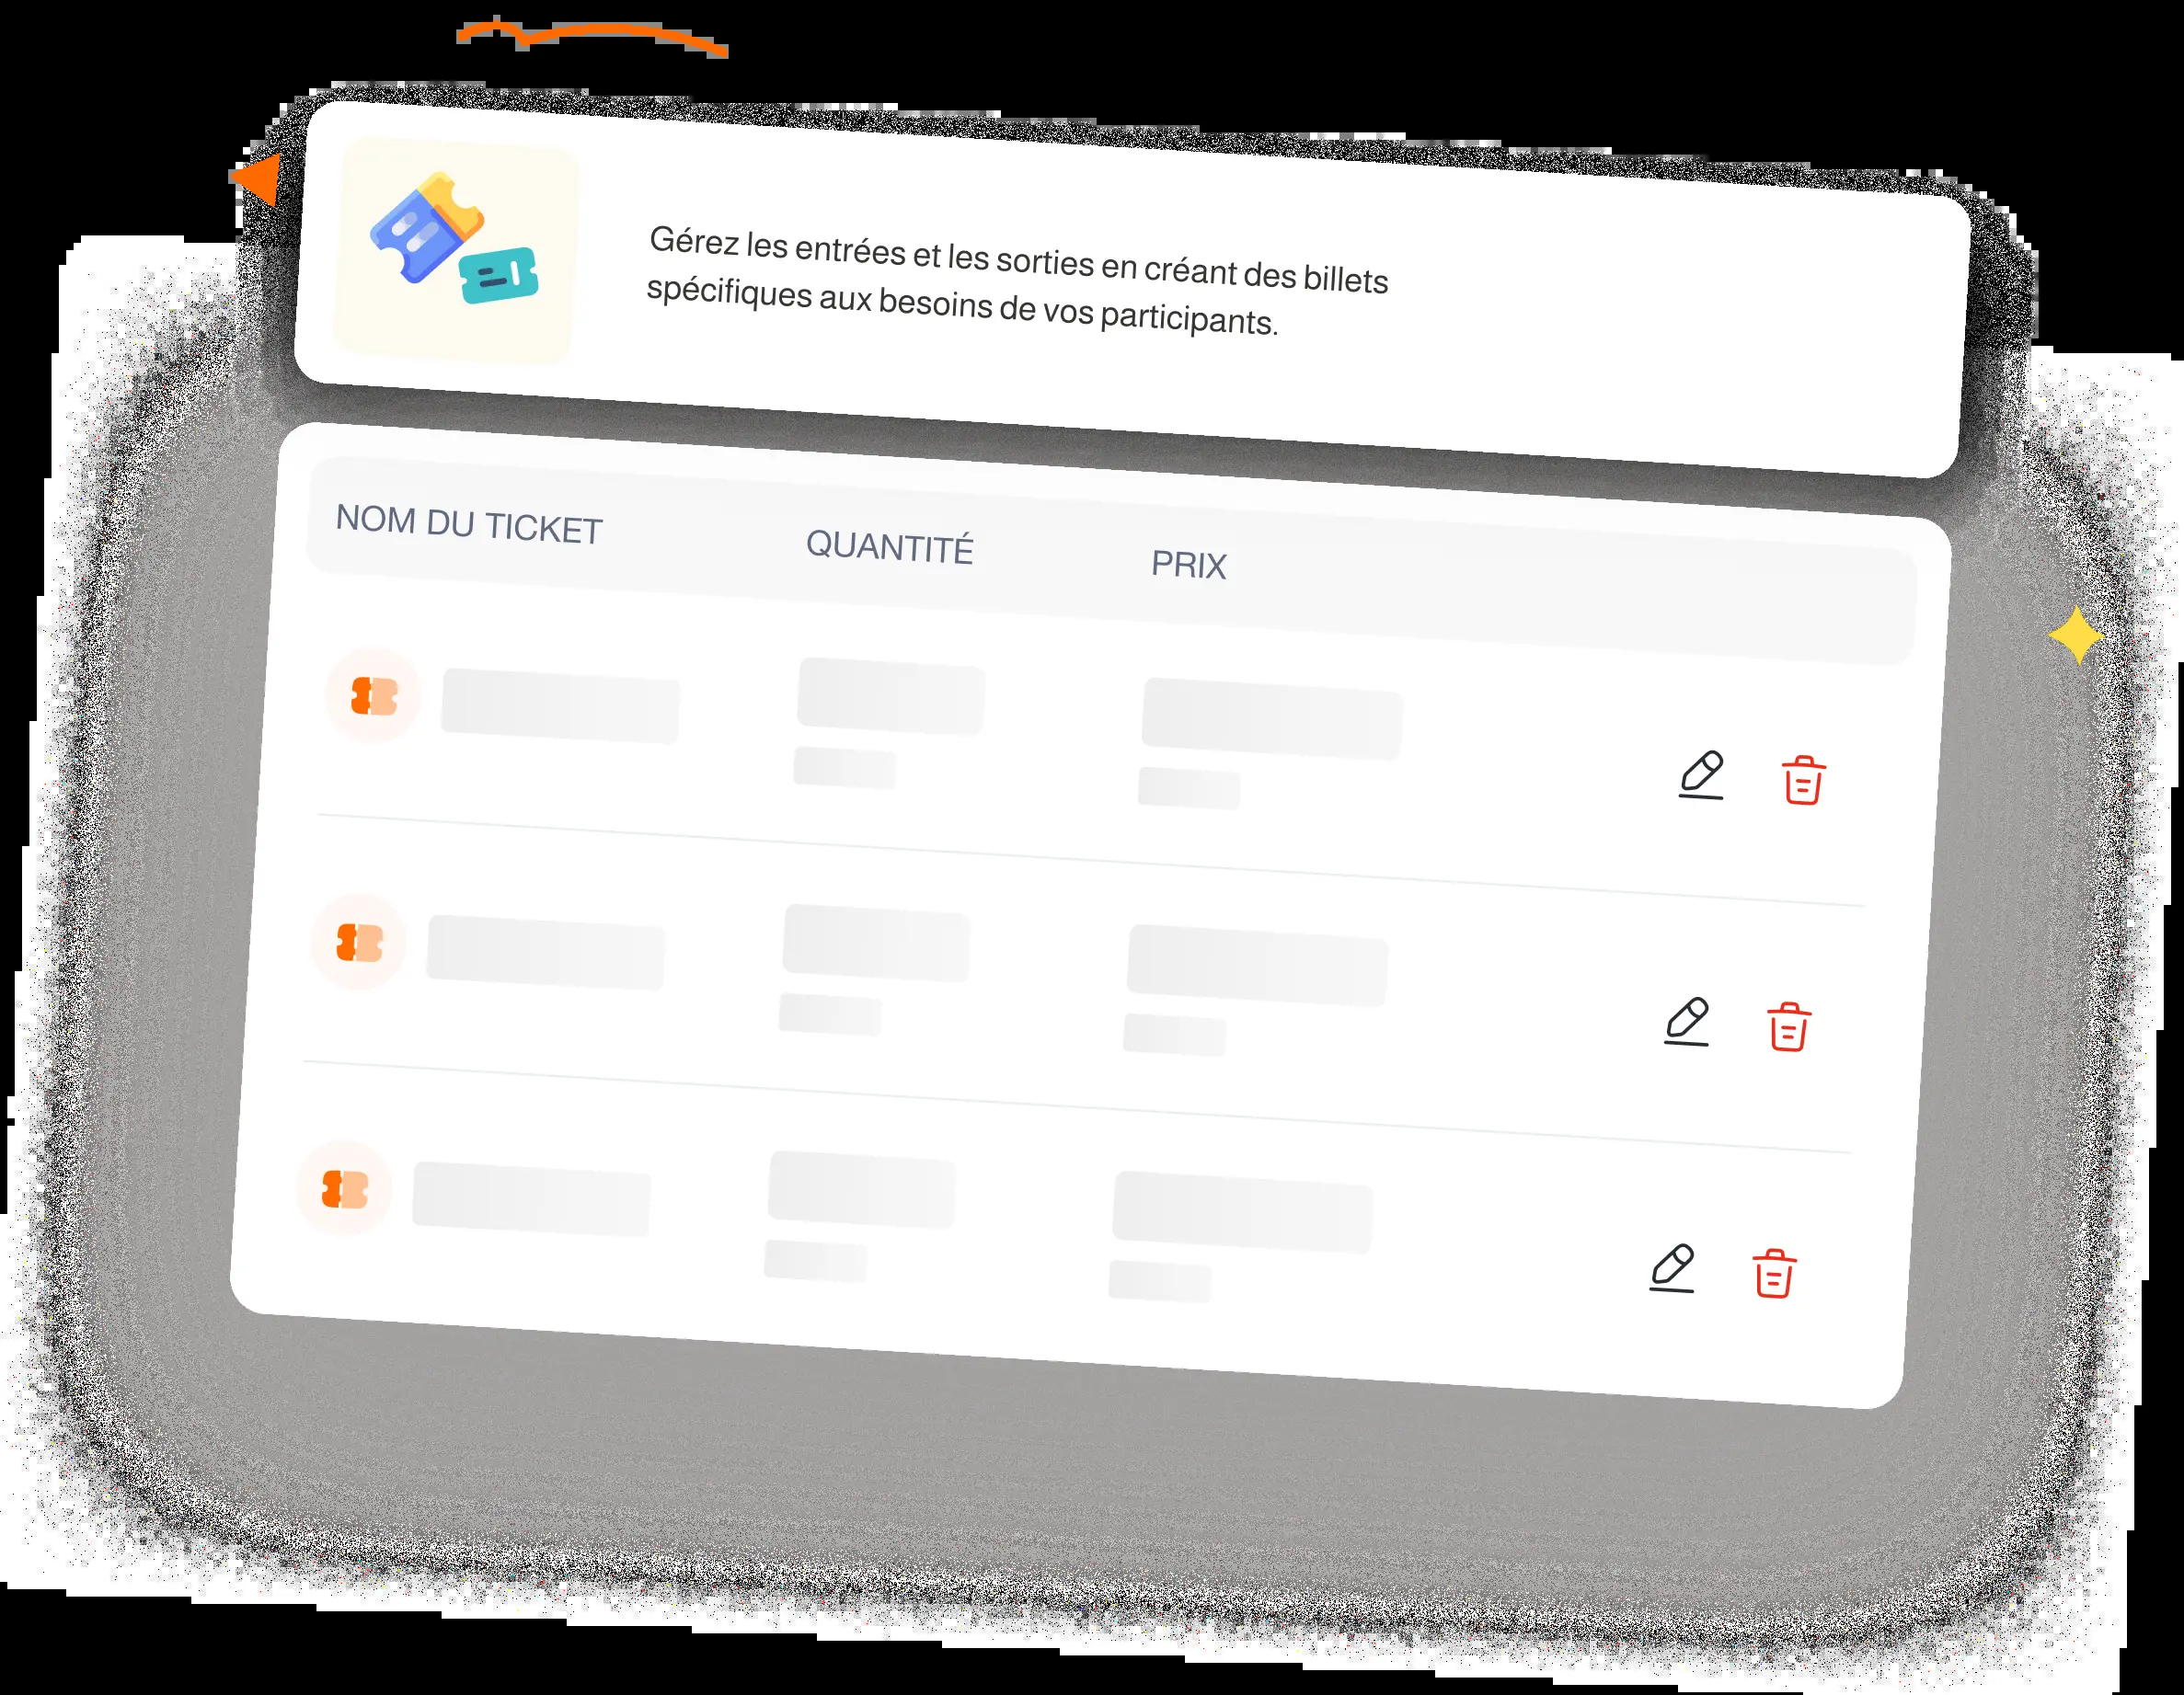 Gérez les entrées et les sorties en créant des billets
spécifiques aux besoins de vos participants.
NOM DU TICKET QUANTITÉ PRIX